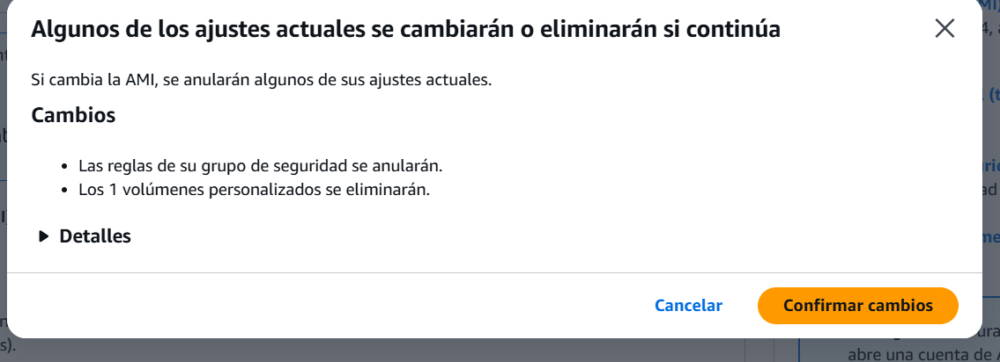 Algunos de los ajustes actuales se cambiarán o eliminarán si continúa
Si cambia la AMI, se anularán algunos de sus ajustes actuales.
Cambios
Las reglas de su grupo de seguridad se anularán.
Los 1 volúmenes personalizados se eliminarán.
Detalles
Cancelar
Confirmar cambios
s).
abre una cuenta de